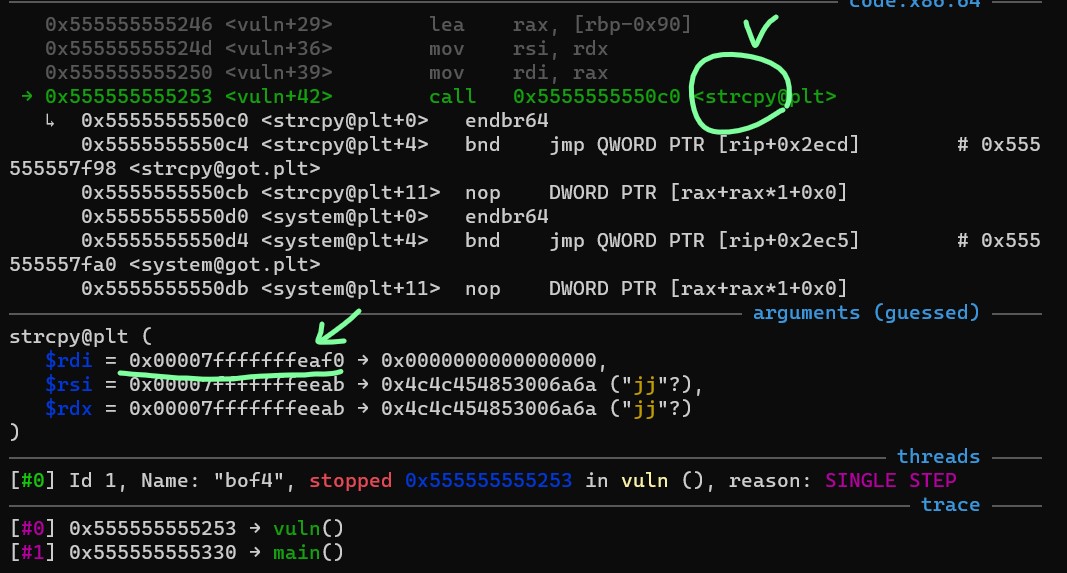 code:x86:64
0x555555555246 <vuln+29> lea rax, [rbp-0x90]
0x55555555524d <vuln+36> mov rsi, rdx
0x555555555250 <vuln+39> mov rdi, rax
→ 0x555555555253 <vuln+42> call 0x5555555550c0 <strcpy@plt>
↳ 0x5555555550c0 <strcpy@plt+0> endbr64
0x5555555550c4 <strcpy@plt+4> bnd jmp QWORD PTR [rip+0x2ecd] # 0x555
555557f98 <strcpy@got.plt>
0x5555555550cb <strcpy@plt+11> nop DWORD PTR [rax+rax*1+0x0]
0x5555555550d0 <system@plt+0> endbr64
0x5555555550d4 <system@plt+4> bnd jmp QWORD PTR [rip+0x2ec5] # 0x555
555557fa0 <system@got.plt>
0x5555555550db <system@plt+11> nop DWORD PTR [rax+rax*1+0x0]
arguments (guessed)
strcpy@plt (
$rdi = 0x00007fffffffeaf0 → 0x0000000000000000,
$rsi = 0x00007fffffffeeab → 0x4c4c454853006a6a ("jj"?),
$rdx = 0x00007fffffffeeab → 0x4c4c454853006a6a ("jj"?)
)
threads
[#0] Id 1, Name: "bof4", stopped 0x555555555253 in vuln (), reason: SINGLE STEP
trace
[#0] 0x555555555253 → vuln()
[#1] 0x555555555330 → main()